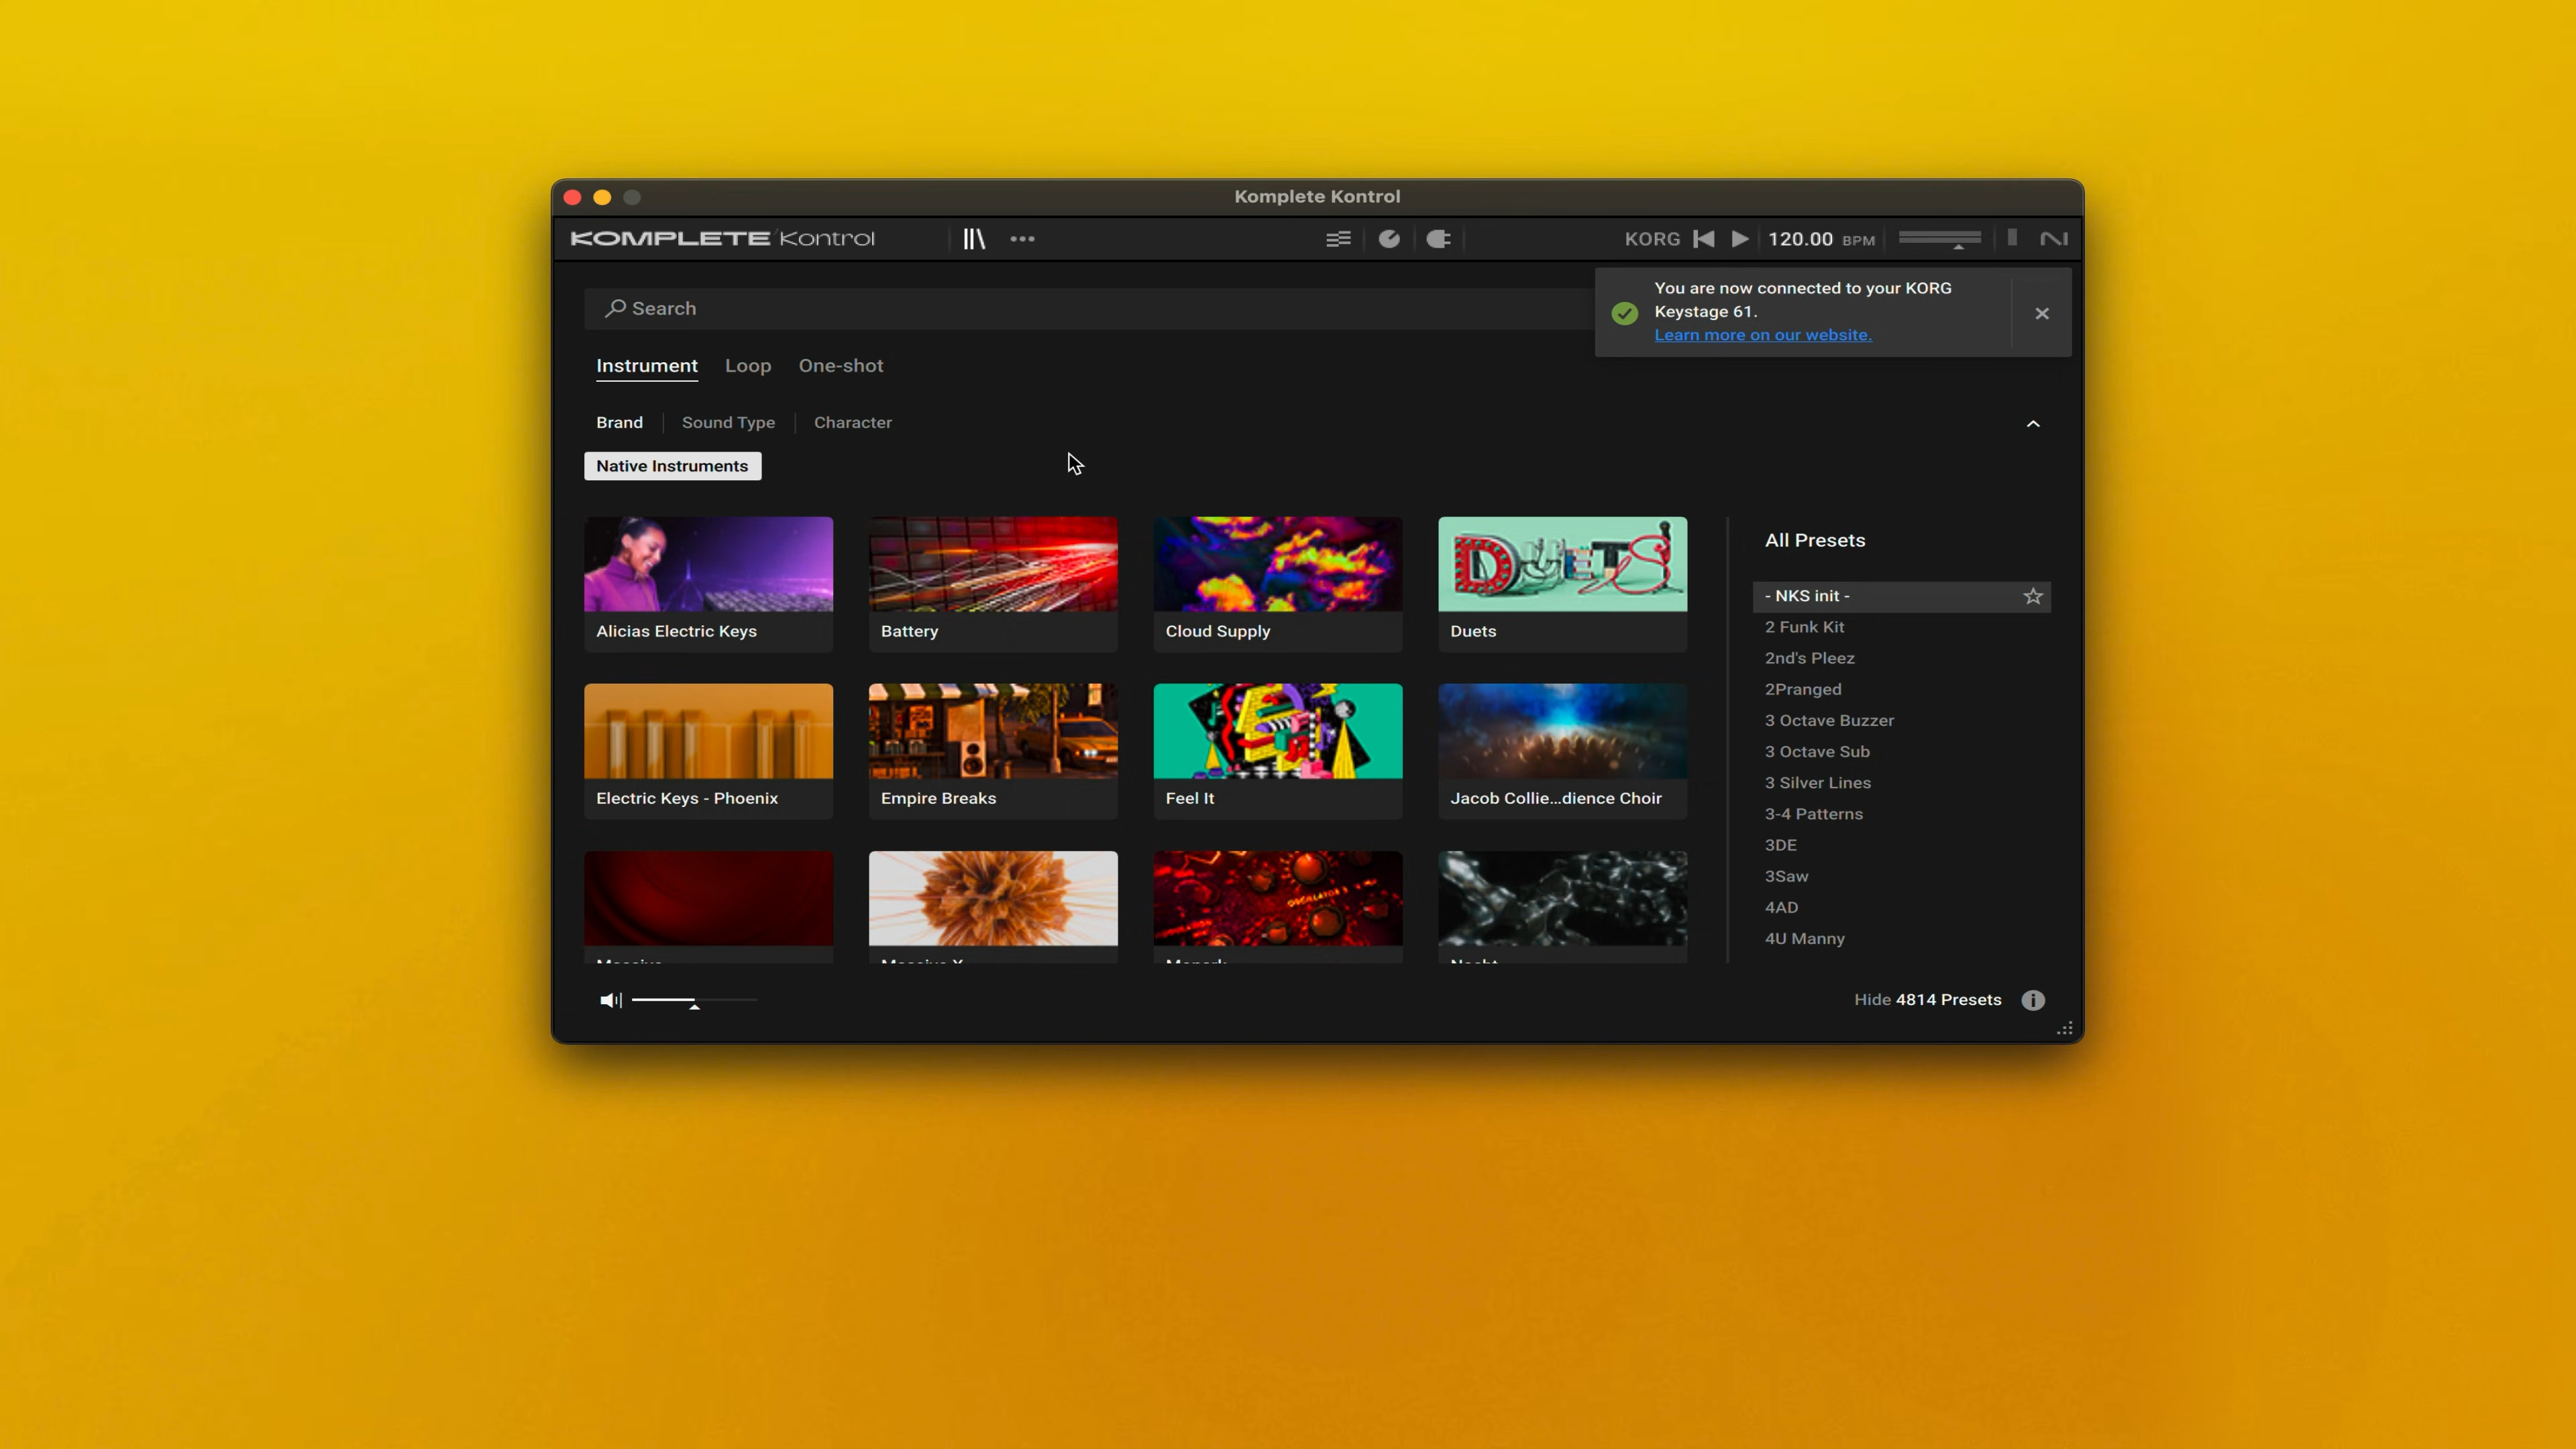 Komplete Kontrol
KOMPLETE Kontrol
KORG
120.00 BPM
Search
You are now connected to your KORG
Keystage 61.
Learn more on our website.
Instrument
Loop
One-shot
Brand
Sound Type
Character
Native Instruments
DUETS
Alicias Electric Keys
Battery
Cloud Supply
Duets
Electric Keys - Phoenix
Empire Breaks
Feel It
Jacob Collie...dience Choir
OSCILLATORS
All Presets
- NKS init -
2 Funk Kit
2nd's Pleez
2Pranged
3 Octave Buzzer
3 Octave Sub
3 Silver Lines
3-4 Patterns
3DE
3Saw
4AD
4U Manny
Hide 4814 Presets